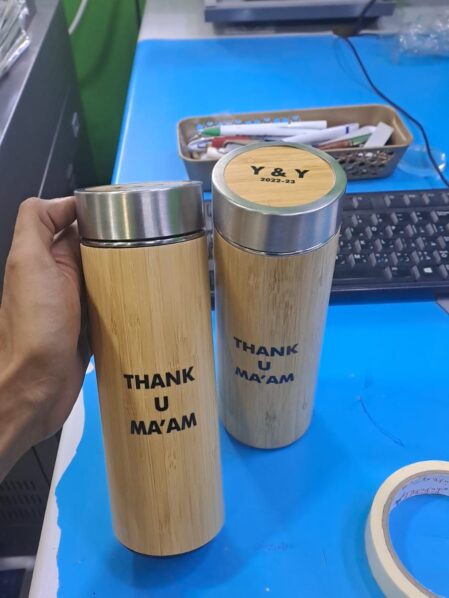 Y & Y
2022-23
THANK
U
MA'AM
THANK
U
MA'AM